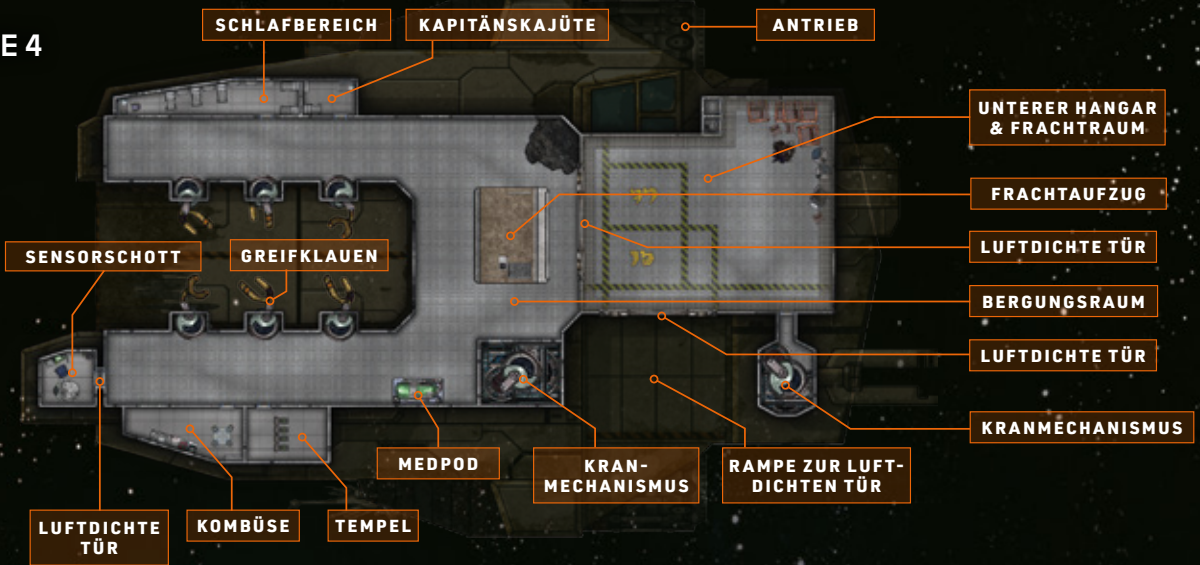 SCHLAFBEREICH
KAPITÄNSKAJÜTE
ANTRIEB
E 4
UNTERER HANGAR
& FRACHTRAUM
FRACHTAUFZUG
LUFTDICHTE TÜR
SENSORSCHOTT
GREIFKLAUEN
BERGUNGSRAUM
LUFTDICHTE TÜR
KRANMECHANISMUS
MEDPOD
KRAN-
MECHANISMUS
RAMPE ZUR LUFT-
DICHTEN TÜR
LUFTDICHTE
TÜR
KOMBÜSE
TEMPEL